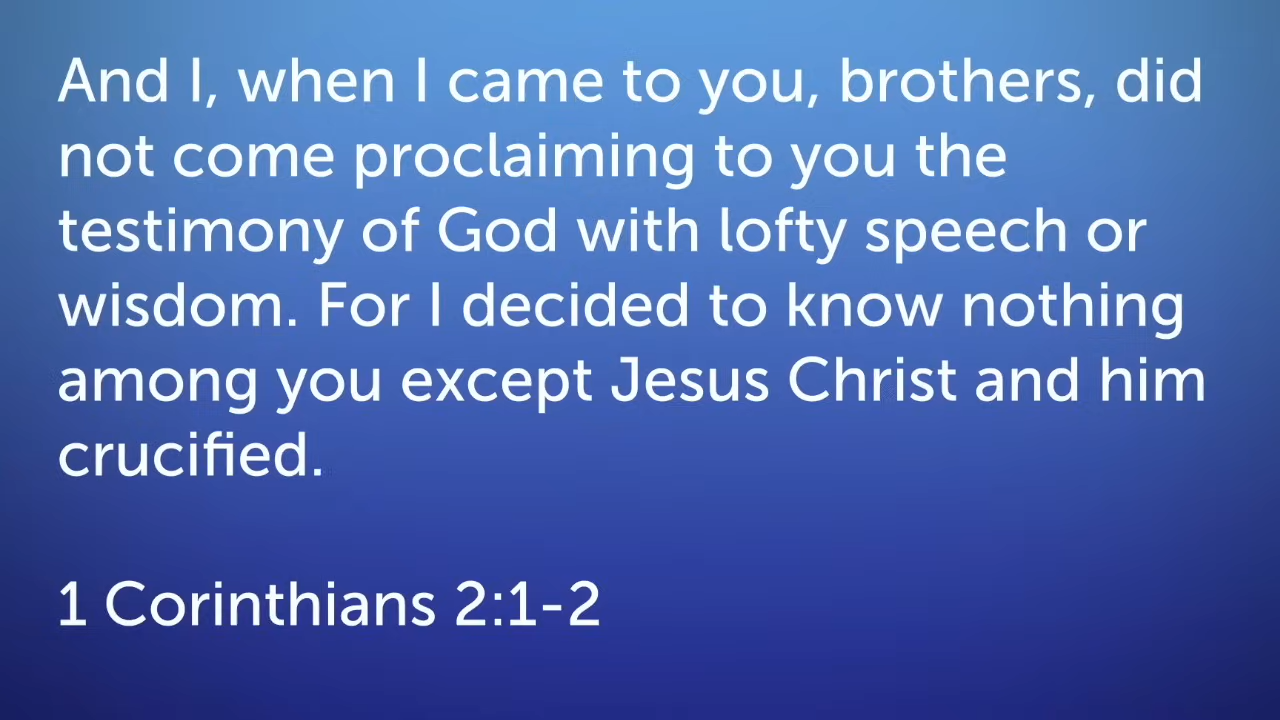 And I, when I came to you, brothers, did
not come proclaiming to you the
testimony of God with lofty speech or
wisdom. For I decided to know nothing
among you except Jesus Christ and him
crucified.
1 Corinthians 2:1-2